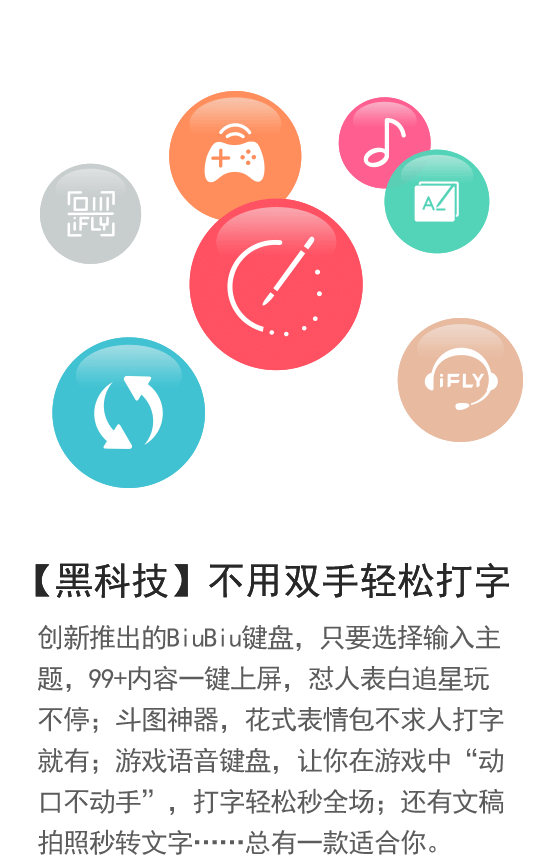 iFLY
AZ
iFLY
【黑科技】不用双手轻松打字
创新推出的BiuBiu键盘，只要选择输入主
题，99+内容一键上屏，怼人表白追星玩
不停；斗图神器，花式表情包不求人打字
就有；游戏语音键盘，让你在游戏中“动
口不动手”，打字轻松秒全场；还有文稿
拍照秒转文字……总有一款适合你。